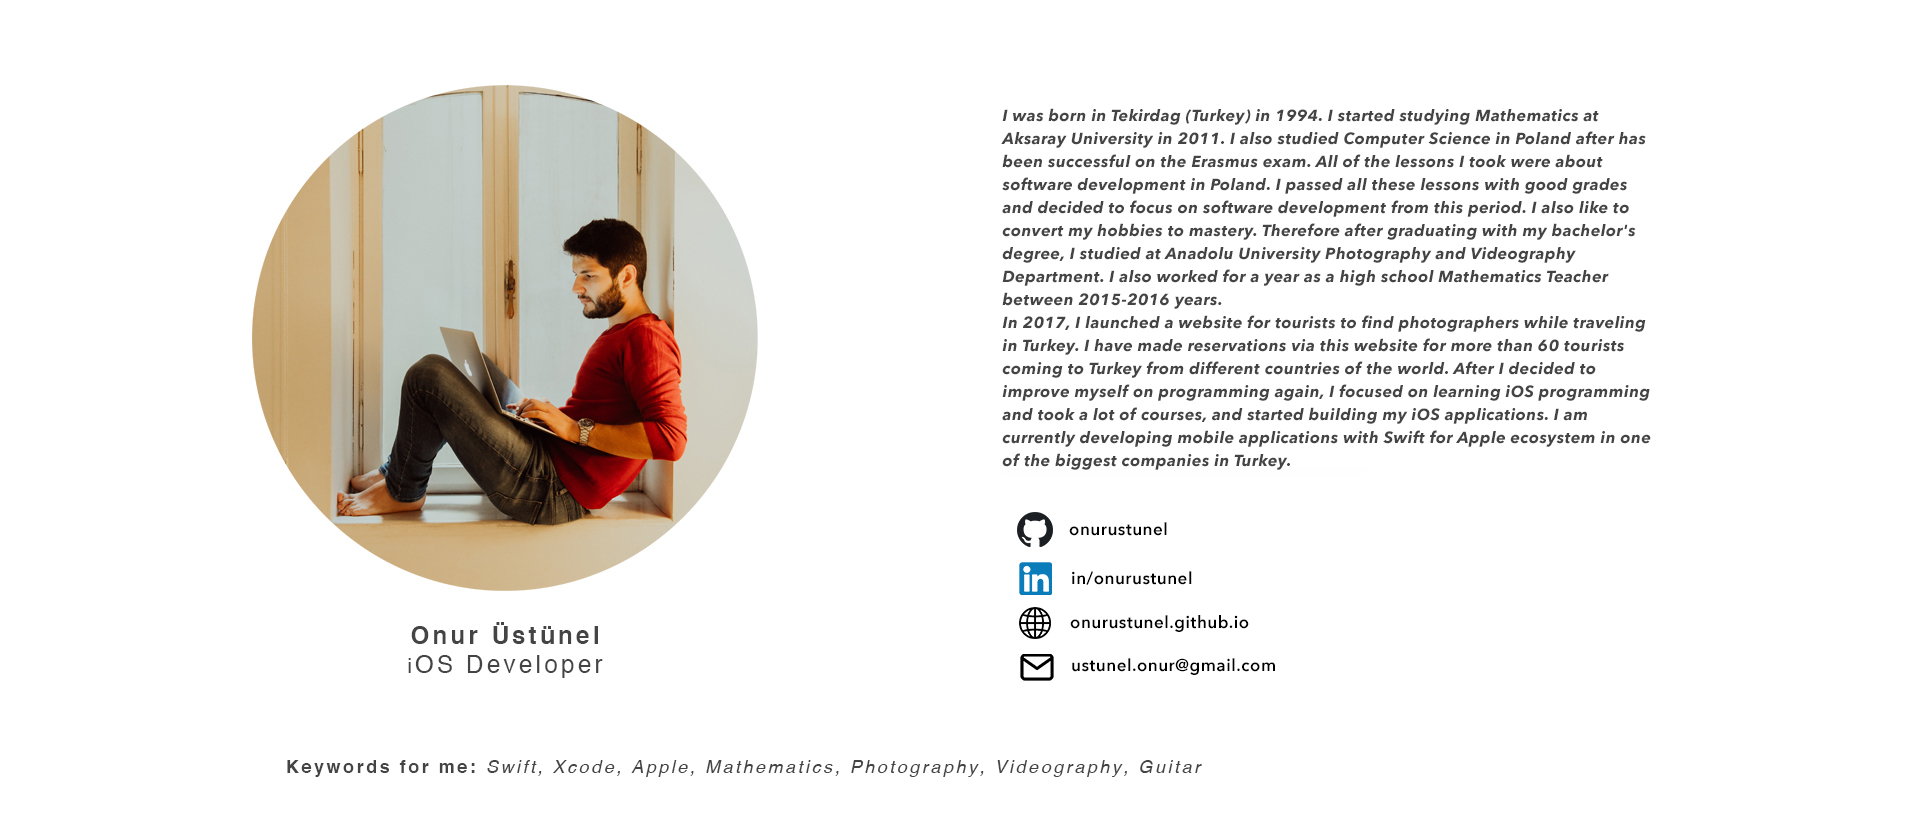 I was born in Tekirdag (Turkey) in 1994. I started studying Mathematics at
Aksaray University in 2011. I also studied Computer Science in Poland after has
been successful on the Erasmus exam. All of the lessons I took were about
software development in Poland. I passed all these lessons with good grades
and decided to focus on software development from this period. I also like to
convert my hobbies to mastery. Therefore after graduating with my bachelor's
degree, I studied at Anadolu University Photography and Videography
Department. I also worked for a year as a high school Mathematics Teacher
between 2015-2016 years.
In 2017, I launched a website for tourists to find photographers while traveling
in Turkey. I have made reservations via this website for more than 60 tourists
coming to Turkey from different countries of the world. After I decided to
improve myself on programming again, I focused on learning iOS programming
and took a lot of courses, and started building my iOS applications. I am
currently developing mobile applications with Swift for Apple ecosystem in one
of the biggest companies in Turkey.
onurustunel
in
in/onurustunel
onurustunel.github.io
ustunel.onur@gmail.com
Onur Üstünel
iOS Developer
Keywords for me: Swift, Xcode, Apple, Mathematics, Photography, Videography, Guitar